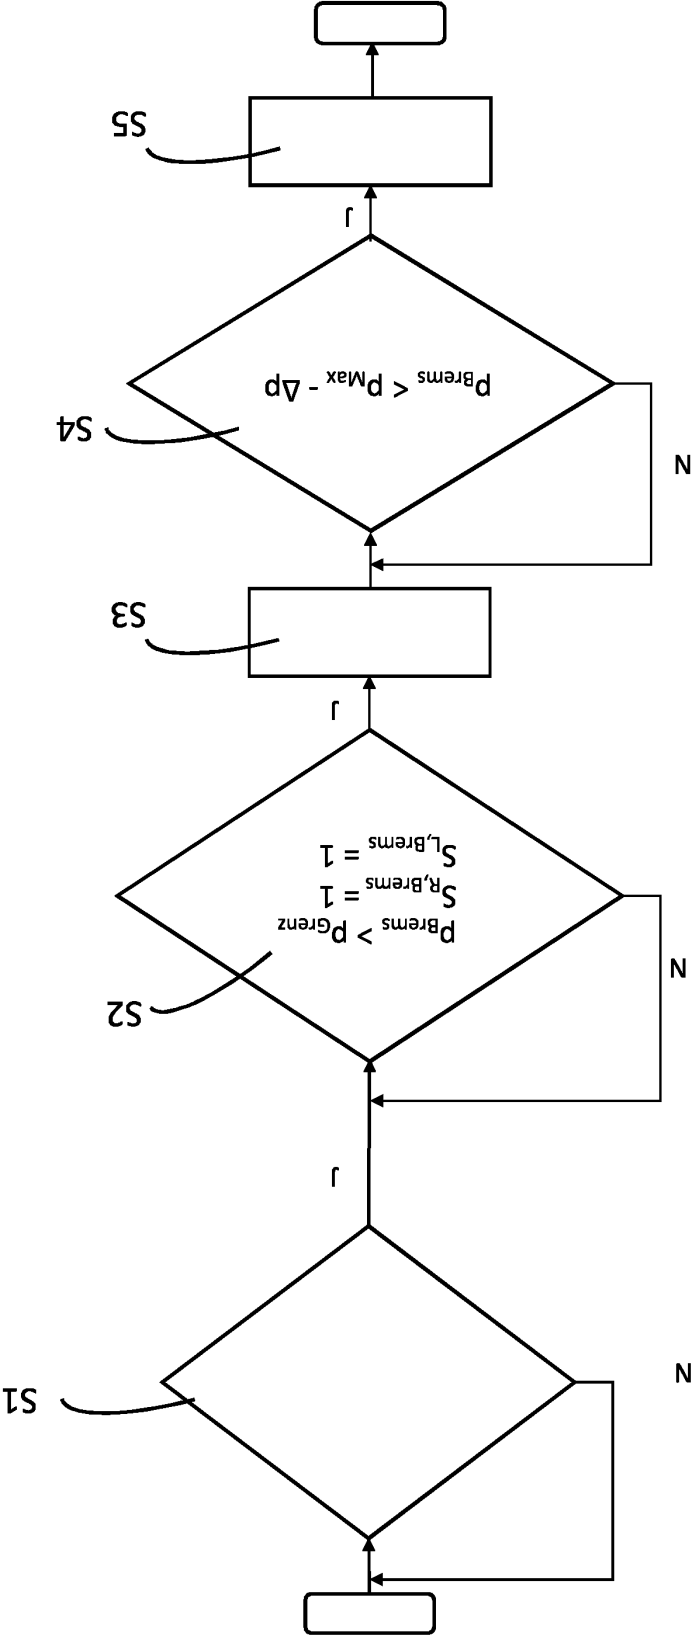 S1
N
J
S2
N
p_Brems > p_Grenz
S_R,Brems = 1
S_L,Brems = 1
J
S3
N
S4
p_Brems < p_Max - Δp
J
S5